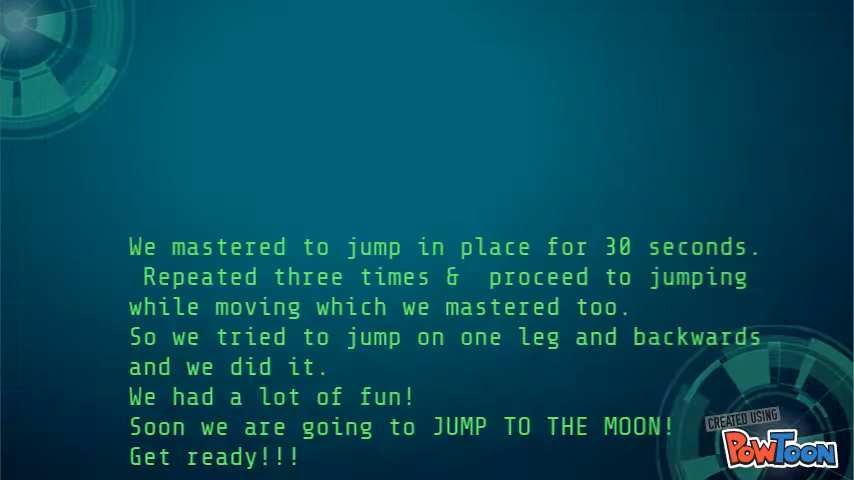 We mastered to jump in place for 30 seconds.
Repeated three times & proceed to jumping
while moving which we mastered too.
So we tried to jump on one leg and backwards
and we did it.
We had a lot of fun!
Soon we are going to JUMP TO THE MOON!
Get ready!!!
CREATED USING
POWTOON